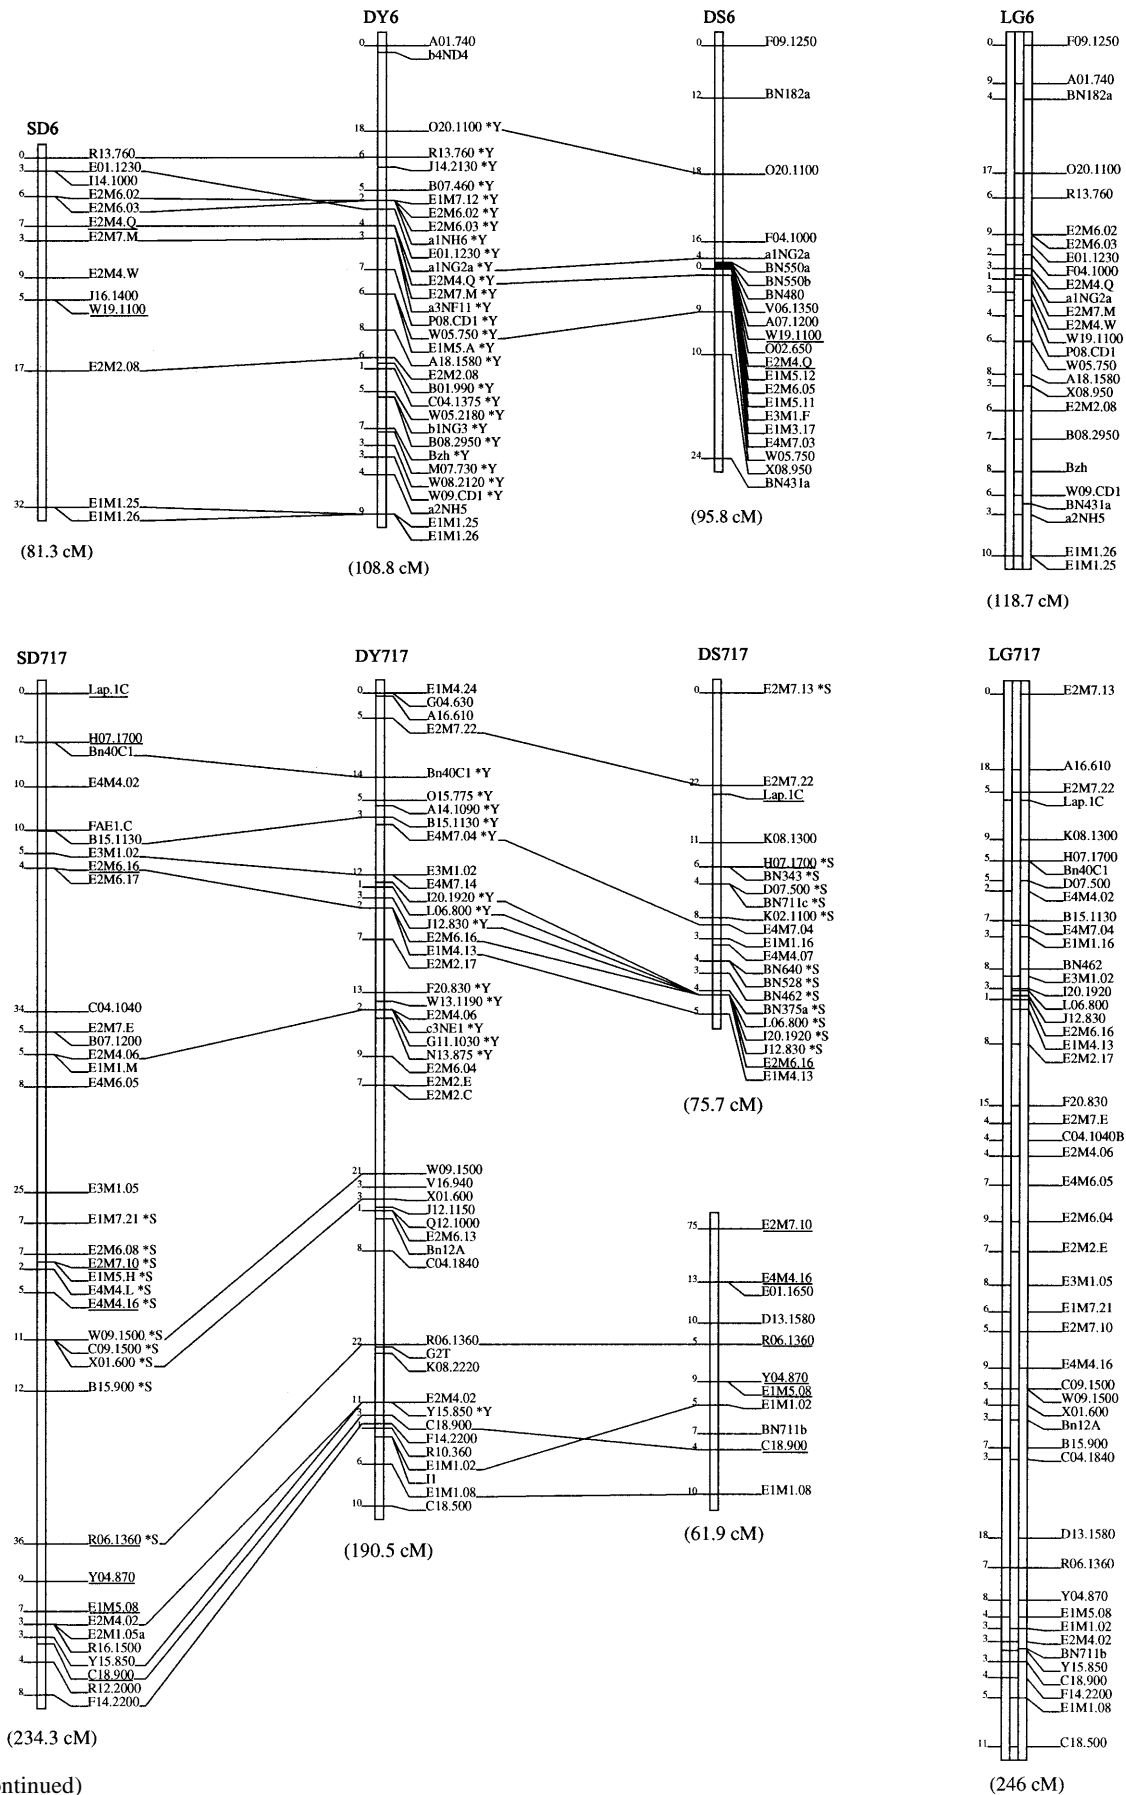 SD6
0 R13.760
3 E01.1230
I14.1000
6 E2M6.02
E2M6.03
7 E2M4.Q
3 E2M7.M
9 E2M4.W
5 J16.1400
W19.1100
17 E2M2.08
32 E1M1.25
E1M1.26
(81.3 cM)
DY6
0 A01.740
b4ND4
18 O20.1100 *Y
6 R13.760 *Y
J14.2130 *Y
5 B07.460 *Y
2 E1M7.12 *Y
E2M6.02 *Y
E2M6.03 *Y
a1NH6 *Y
E01.1230 *Y
4 a1NG2a *Y
E2M4.Q *Y
3 E2M7.M *Y
a3NF11 *Y
7 P08.CD1 *Y
W05.750 *Y
6 E1M5.A *Y
8 A18.1580 *Y
6 E2M2.08
1 B01.990 *Y
C04.1375 *Y
5 W05.2180 *Y
b1NG3 *Y
7 B08.2950 *Y
3 Bzh *Y
3 M07.730 *Y
W08.2120 *Y
4 W09.CD1 *Y
a2NH5
9 E1M1.25
E1M1.26
(108.8 cM)
DS6
0 F09.1250
12 BN182a
18 O20.1100
16 F04.1000
4 a1NG2a
0 BN550a
BN550b
BN480
V06.1350
A07.1200
W19.1100
O02.650
E2M4.Q
E1M5.12
E2M6.05
E1M5.11
E3M1.F
E1M3.17
E4M7.03
9 W05.750
10 X08.950
24 BN431a
(95.8 cM)
LG6
0 F09.1250
9 A01.740
4 BN182a
17 O20.1100
6 R13.760
9 E2M6.02
E2M6.03
2 E01.1230
F04.1000
3 E2M4.Q
1 a1NG2a
E2M7.M
3 E2M4.W
W19.1100
4 P08.CD1
6 W05.750
8 A18.1580
3 X08.950
6 E2M2.08
7 B08.2950
8 Bzh
6 W09.CD1
BN431a
3 a2NH5
10 E1M1.26
E1M1.25
(118.7 cM)
SD717
0 Lap.1C
12 H07.1700
Bn40C1
10 E4M4.02
10 FAE1.C
B15.1130
5 E3M1.02
4 E2M6.16
E2M6.17
34 C04.1040
5 E2M7.E
B07.1200
5 E2M4.06
E1M1.M
8 E4M6.05
25 E3M1.05
7 E1M7.21 *S
7 E2M6.08 *S
E2M7.10 *S
2 E1M5.H *S
E4M4.L *S
5 E4M4.16 *S
11 W09.1500 *S
C09.1500 *S
X01.600 *S
12 B15.900 *S
36 R06.1360 *S
9 Y04.870
7 E1M5.08
3 E2M4.02
E2M1.05a
R16.1500
3 Y15.850
C18.900
4 R12.2000
8 F14.2200
(234.3 cM)
DY717
0 E1M4.24
G04.630
A16.610
5 E2M7.22
14 Bn40C1 *Y
5 O15.775 *Y
A14.1090 *Y
3 B15.1130 *Y
E4M7.04 *Y
12 E3M1.02
E4M7.14
1 I20.1920 *Y
3 L06.800 *Y
J12.830 *Y
2 E2M6.16
E1M4.13
7 E2M2.17
13 F20.830 *Y
W13.1190 *Y
2 E2M4.06
c3NE1 *Y
G11.1030 *Y
N13.875 *Y
9 E2M6.04
7 E2M2.E
E2M2.C
21 W09.1500
3 V16.940
3 X01.600
1 J12.1150
Q12.1000
E2M6.13
Bn12A
8 C04.1840
22 R06.1360
G2T
K08.2220
11 E2M4.02
Y15.850 *Y
3 C18.900
F14.2200
1 R10.360
E1M1.02
I1
6 E1M1.08
10 C18.500
(190.5 cM)
DS717
0 E2M7.13 *S
22 E2M7.22
Lap.1C
11 K08.1300
6 H07.1700 *S
BN343 *S
4 D07.500 *S
BN711c *S
8 K02.1100 *S
E4M7.04
3 E1M1.16
E4M4.07
4 BN640 *S
3 BN528 *S
BN462 *S
4 BN375a *S
L06.800 *S
I20.1920 *S
J12.830 *S
E2M6.16
5 E1M4.13
(75.7 cM)
75 E2M7.10
13 E4M4.16
E01.1650
10 D13.1580
5 R06.1360
9 Y04.870
E1M5.08
5 E1M1.02
7 BN711b
4 C18.900
10 E1M1.08
(61.9 cM)
LG717
0 E2M7.13
18 A16.610
5 E2M7.22
Lap.1C
9 K08.1300
5 H07.1700
Bn40C1
5 D07.500
2 E4M4.02
7 B15.1130
E4M7.04
3 E1M1.16
8 BN462
E3M1.02
3 I20.1920
1 L06.800
J12.830
E2M6.16
E1M4.13
8 E2M2.17
15 F20.830
4 E2M7.E
4 C04.1040B
4 E2M4.06
7 E4M6.05
9 E2M6.04
7 E2M2.E
8 E3M1.05
6 E1M7.21
5 E2M7.10
9 E4M4.16
5 C09.1500
W09.1500
4 X01.600
3 Bn12A
7 B15.900
3 C04.1840
18 D13.1580
7 R06.1360
8 Y04.870
4 E1M5.08
3 E1M1.02
3 E2M4.02
BN711b
3 Y15.850
4 C18.900
F14.2200
5 E1M1.08
11 C18.500
(246 cM)
ontinued)